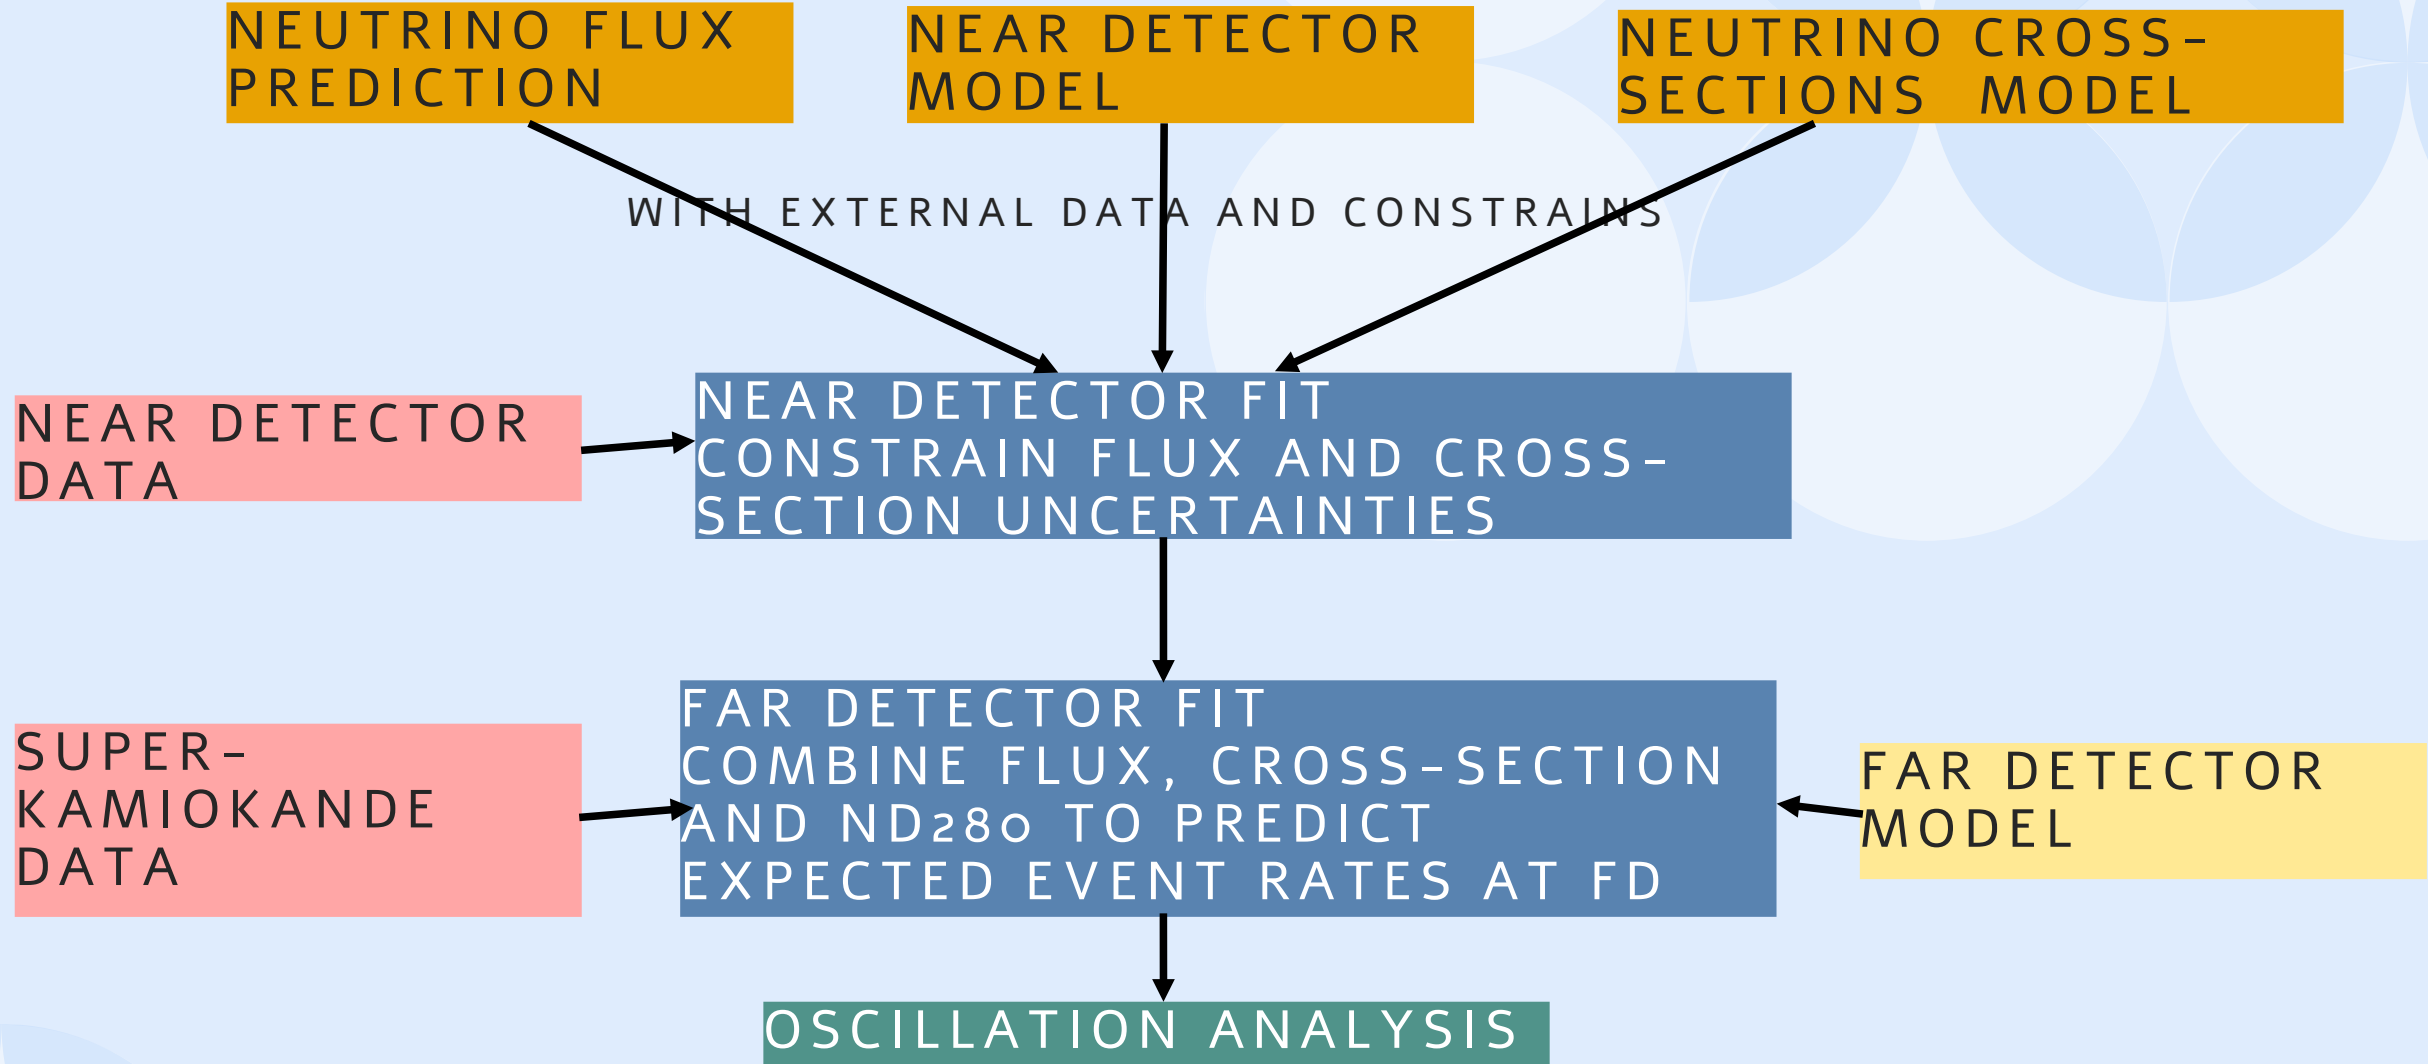 NEUTRINO FLUX
PREDICTION
NEAR DETECTOR
MODEL
NEUTRINO CROSS-
SECTIONS MODEL
WITH EXTERNAL DATA AND CONSTRAINS
NEAR DETECTOR
DATA
NEAR DETECTOR FIT
CONSTRAIN FLUX AND CROSS-
SECTION UNCERTAINTIES
SUPER-
KAMIOKANDE
DATA
FAR DETECTOR FIT
COMBINE FLUX, CROSS-SECTION
AND ND280 TO PREDICT
EXPECTED EVENT RATES AT FD
FAR DETECTOR
MODEL
OSCILLATION ANALYSIS